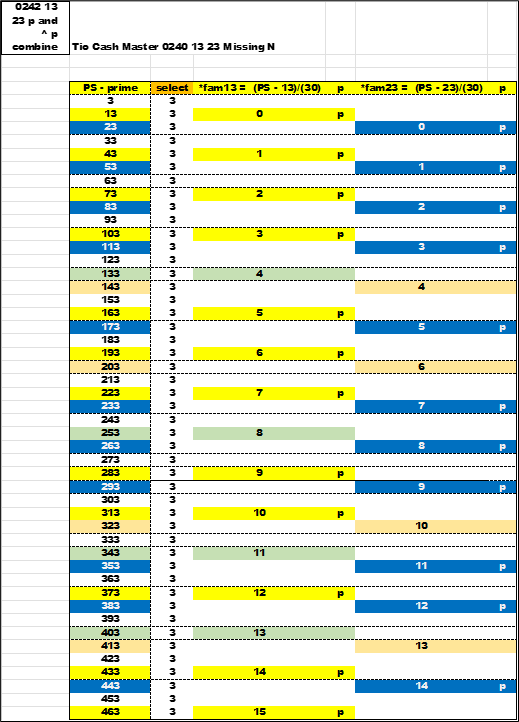 0242 13
23 p and
^ p
combine Tio Cash Master 0240 13 23 Missing N
PS - prime select *fam13 = (PS - 13)/(30) p *fam23 = (PS - 23)/(30) p
3 3
13 3 0 p
23 3 0 p
33 3
43 3 1 p
53 3 1 p
63 3
73 3 2 p
83 3 2 p
93 3
103 3 3 p
113 3 3 p
123 3
133 3 4
143 3 4
153 3
163 3 5 p
173 3 5 p
183 3
193 3 6 p
203 3 6
213 3
223 3 7 p
233 3 7 p
243 3
253 3 8
263 3 8 p
273 3
283 3 9 p
293 3 9 p
303 3
313 3 10 p
323 3 10
333 3
343 3 11
353 3 11 p
363 3
373 3 12 p
383 3 12 p
393 3
403 3 13
413 3 13
423 3
433 3 14 p
443 3 14 p
453 3
463 3 15 p